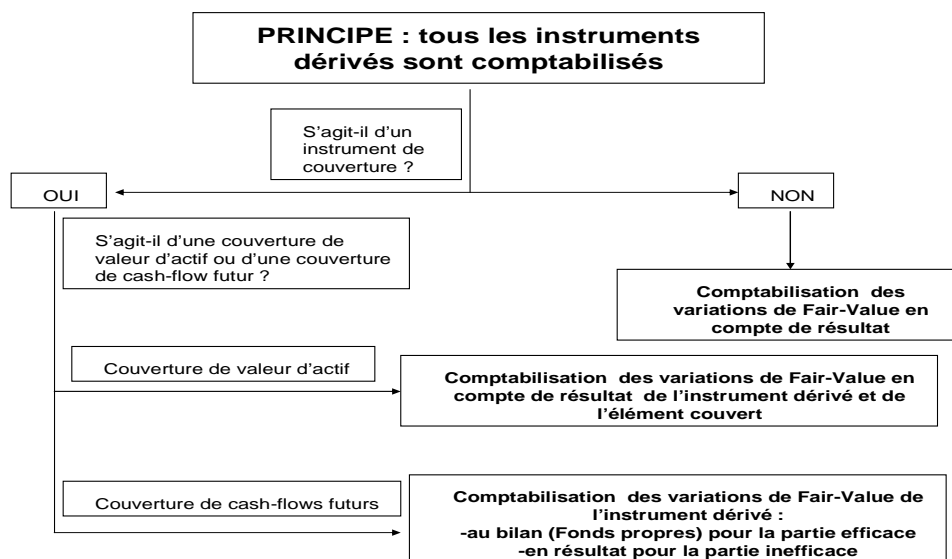 PRINCIPE : tous les instruments
dérivés sont comptabilisés
S’agit-il d’un
instrument de
couverture ?
OUI
NON
S’agit-il d’une couverture de
valeur d’actif ou d’une couverture
de cash-flow futur ?
Comptabilisation des
variations de Fair-Value en
compte de résultat
Couverture de valeur d’actif
Comptabilisation des variations de Fair-Value en
compte de résultat de l’instrument dérivé et de
l’élément couvert
Couverture de cash-flows futurs
Comptabilisation des variations de Fair-Value de
l’instrument dérivé :
-au bilan (Fonds propres) pour la partie efficace
-en résultat pour la partie inefficace